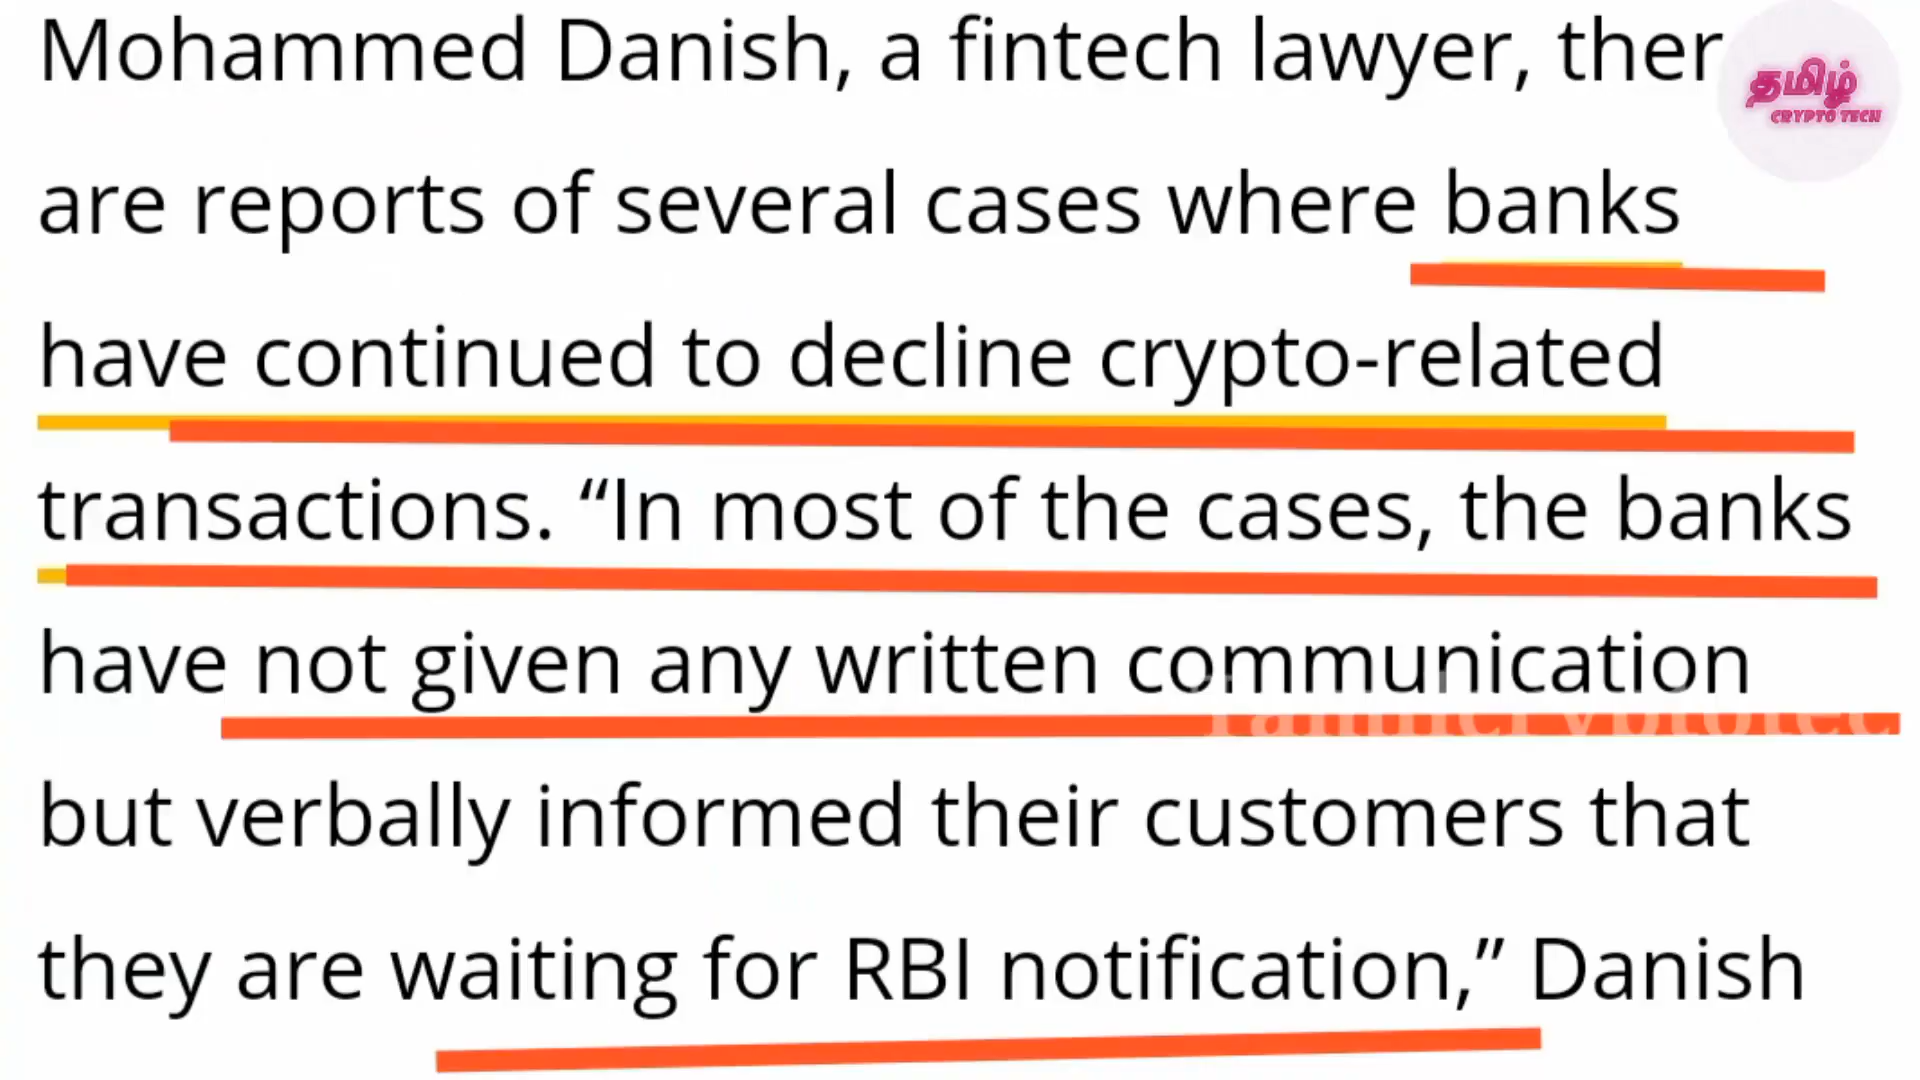 Mohammed Danish, a fintech lawyer, ther
தமிழ்
CRYPTO TECH
are reports of several cases where banks
have continued to decline crypto-related
transactions. “In most of the cases, the banks
have not given any written communication
Tamilcryptotec
but verbally informed their customers that
they are waiting for RBI notification,” Danish